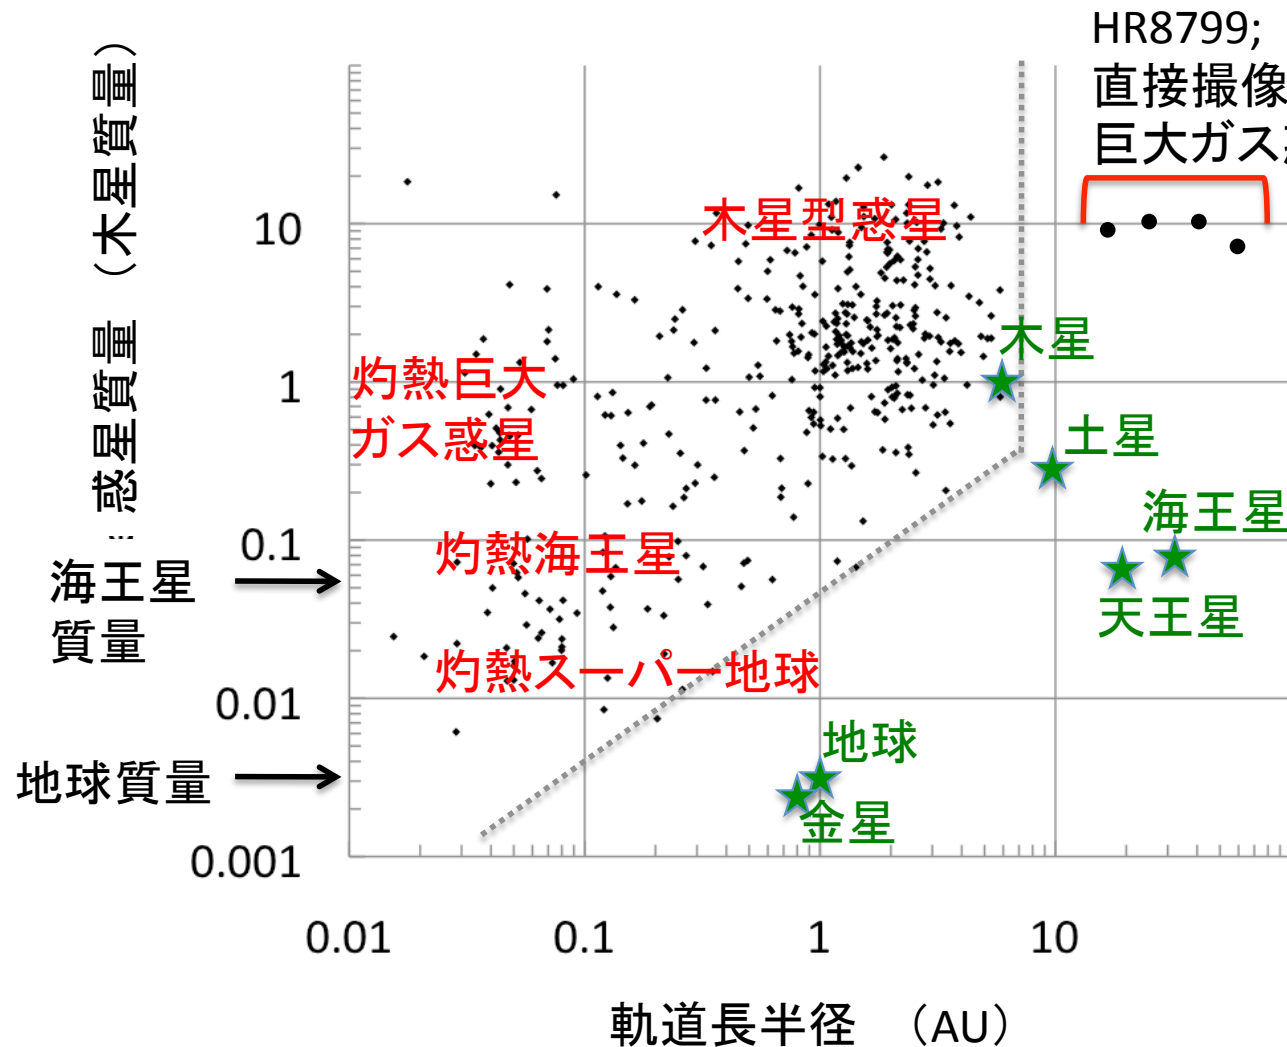 HR8799;
直接撮像
巨大ガス
惑星質量 （木星質量）
10
1
0.1
0.01
0.001
木星型惑星
灼熱巨大
ガス惑星
灼熱海王星
灼熱スーパー地球
木星
土星
海王星
天王星
地球
金星
海王星
質量
地球質量
0.01
0.1
1
10
軌道長半径 （AU）